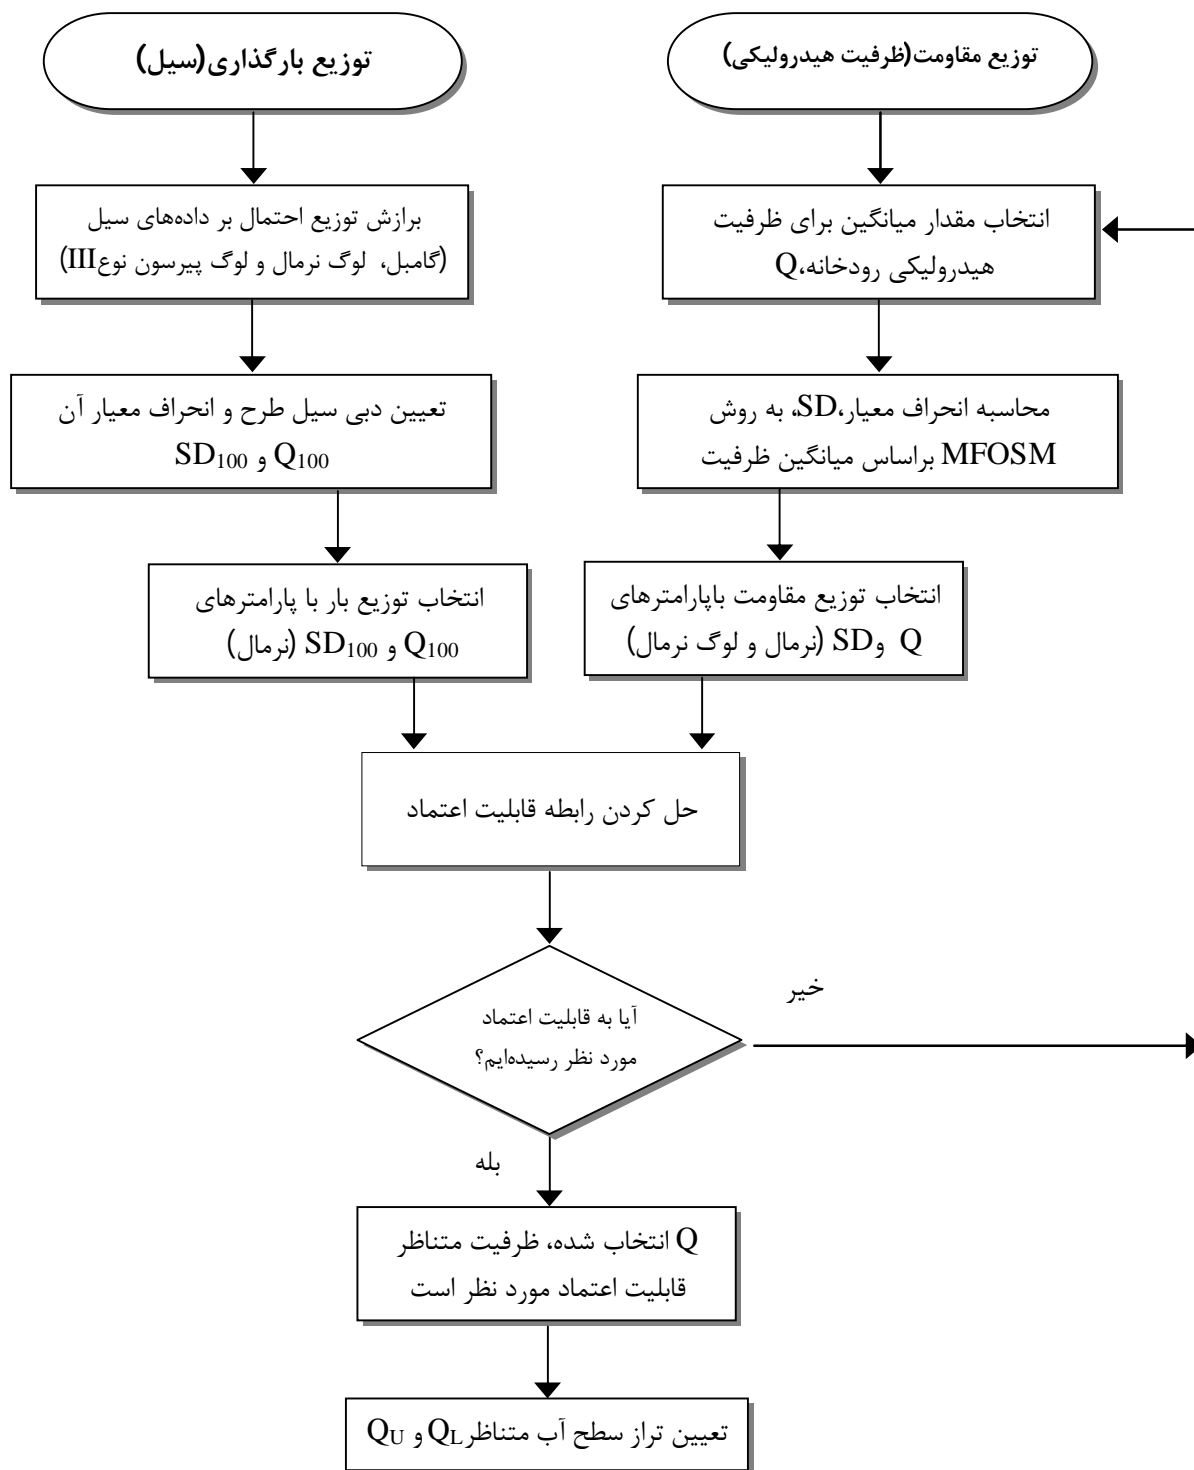 توزیع بارگذاری(سیل)
توزیع مقاومت(ظرفیت هیدرولیکی)
برازش توزیع احتمال بر داده‌های سیل
(گامبل، لوگ نرمال و لوگ پیرسون نوعIII)
انتخاب مقدار میانگین برای ظرفیت
هیدرولیکی رودخانه،Q
تعیین دبی سیل طرح و انحراف معیار آن
Q100 و SD100
محاسبه انحراف معیار،SD، به روش
MFOSM براساس میانگین ظرفیت
انتخاب توزیع بار با پارامترهای
Q100 و SD100 (نرمال)
انتخاب توزیع مقاومت باپارامترهای
Q وSD (نرمال و لوگ نرمال)
حل کردن رابطه قابلیت اعتماد
آیا به قابلیت اعتماد
مورد نظر رسیده‌ایم؟
خیر
بله
Q انتخاب شده، ظرفیت متناظر
قابلیت اعتماد مورد نظر است
تعیین تراز سطح آب متناظرQL و QU